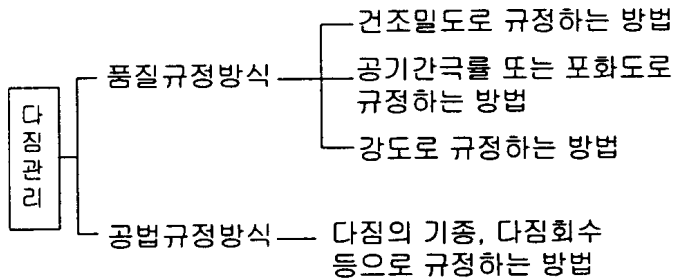 다짐관리
품질규정방식
건조밀도로 규정하는 방법
공기간극률 또는 포화도로
규정하는 방법
강도로 규정하는 방법
공법규정방식
다짐의 기종, 다짐회수
등으로 규정하는 방법